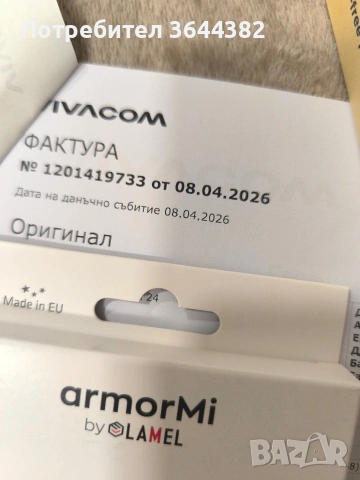 Потребител 3644382
VIVACOM
ФАКТУРА
№ 1201419733 от 08.04.2026
Дата на данъчно събитие 08.04.2026
Оригинал
24
Made in EU
armorMi
by LAMEL
BAZAR